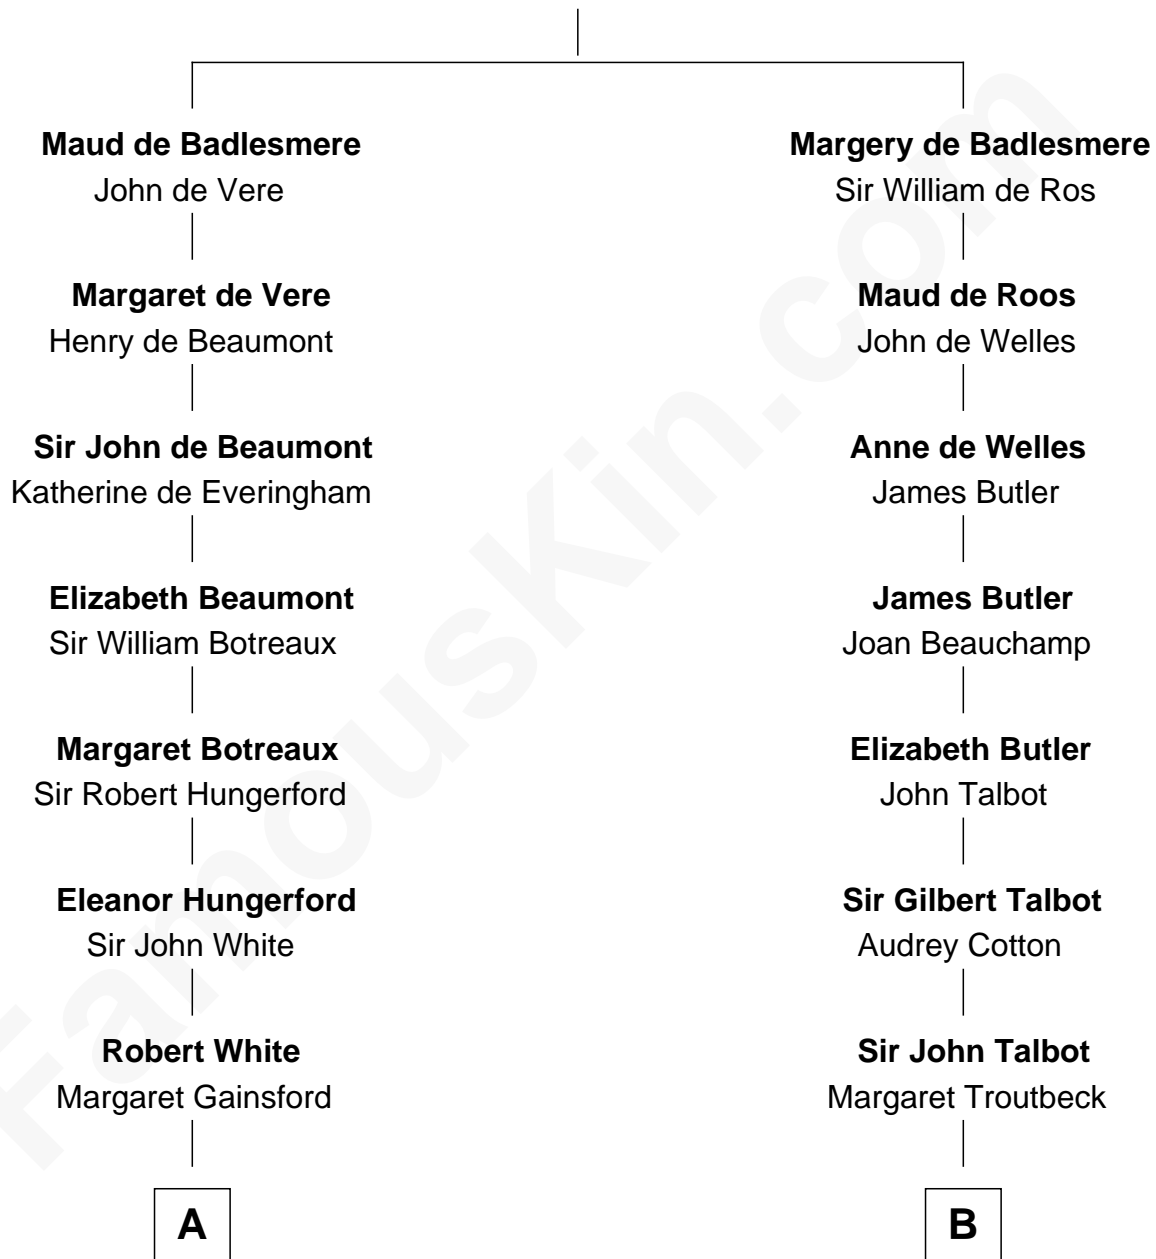 Maud de Badlesmere
John de Vere
Margery de Badlesmere
Sir William de Ros
Margaret de Vere
Henry de Beaumont
Maud de Roos
John de Welles
Sir John de Beaumont
Katherine de Everingham
Anne de Welles
James Butler
Elizabeth Beaumont
Sir William Botreaux
James Butler
Joan Beauchamp
Margaret Botreaux
Sir Robert Hungerford
Elizabeth Butler
John Talbot
Eleanor Hungerford
Sir John White
Sir Gilbert Talbot
Audrey Cotton
Robert White
Margaret Gainsford
Sir John Talbot
Margaret Troutbeck
A
B
FamousKin.com